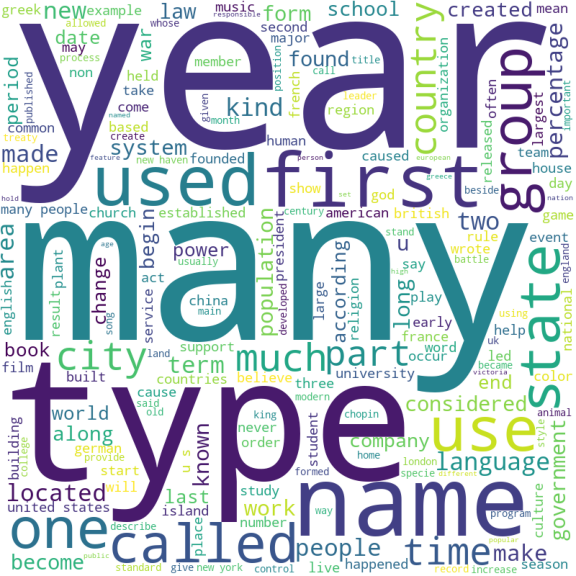 year
many
type
name
first
used
use
state
group
called
one
city
country
much
part
time
kind
new
law
form
school
created
mean
greek
example
music
responsible
whose
allowed
process
published
date
may
war
found
second
major
title
call
position
leader
named
treaty
period
non
held
take
member
given
month
french
region
organization
often
largest
important
percentage
common
based
come
create
made
system
human
released
team
happen
feature
new haven
founded
caused
person
european
house
hold
many people
church
established
show
god
american
british
greece
set
beside
day
nation
game
english
area
change
begin
power
population
president
u
two
rule
wrote
event
england
result
plant
age
song
act
usually
century
stand
high
battle
service
china
main
developed
large
according
religion
long
say
play
early
word
using
help
national
book
film
built
land
support
term
countries
believe
france
occur
university
three
led
became
uk
color
victoria
considered
end
animal
style
world
along
cause
said
old
king
modern
never
order
chopin
home
student
company
london
specie
different
language
government
culture
building
college
german
provide
start
will
known
u s
located
last
study
work
formed
way
program
popular
united states
island
place
number
people
make
become
describe
public
standard
give
new york
control
live
happened
record
increase
season